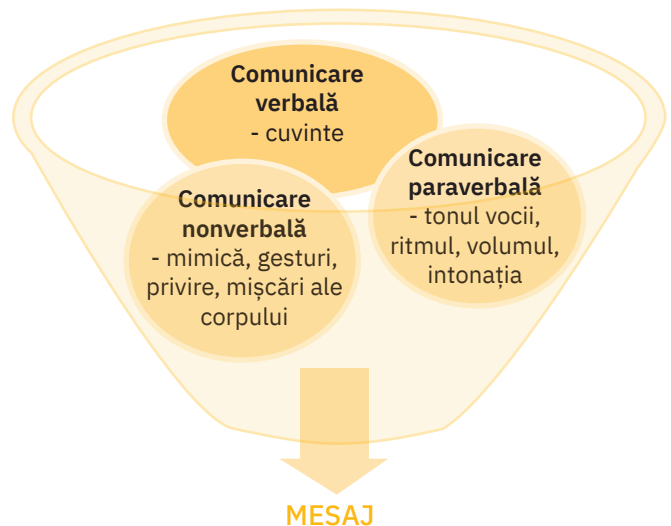 Comunicare
verbală
- cuvinte
Comunicare
nonverbală
- mimică, gesturi,
privire, mișcări ale
corpului
Comunicare
paraverbală
- tonul vocii,
ritmul, volumul,
intonația
MESAJ